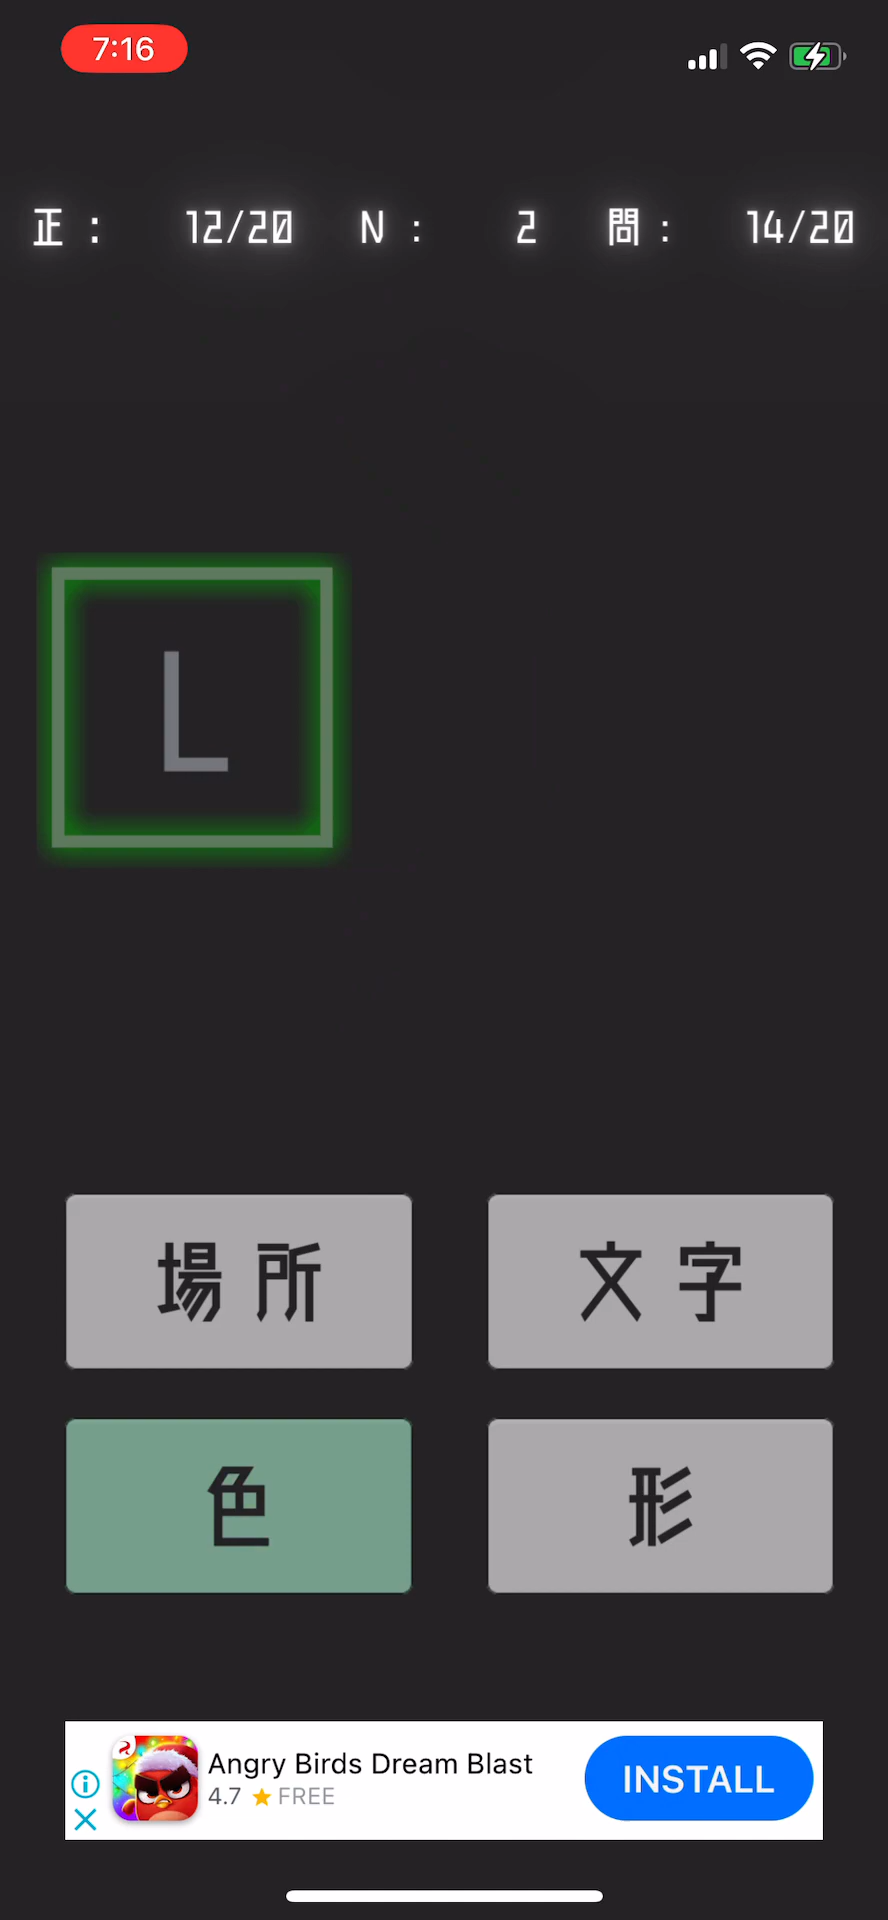 7:16
正： 12/20 N： 2 問： 14/20
L
場所 文字
色 形
Angry Birds Dream Blast
4.7 ★ FREE
INSTALL